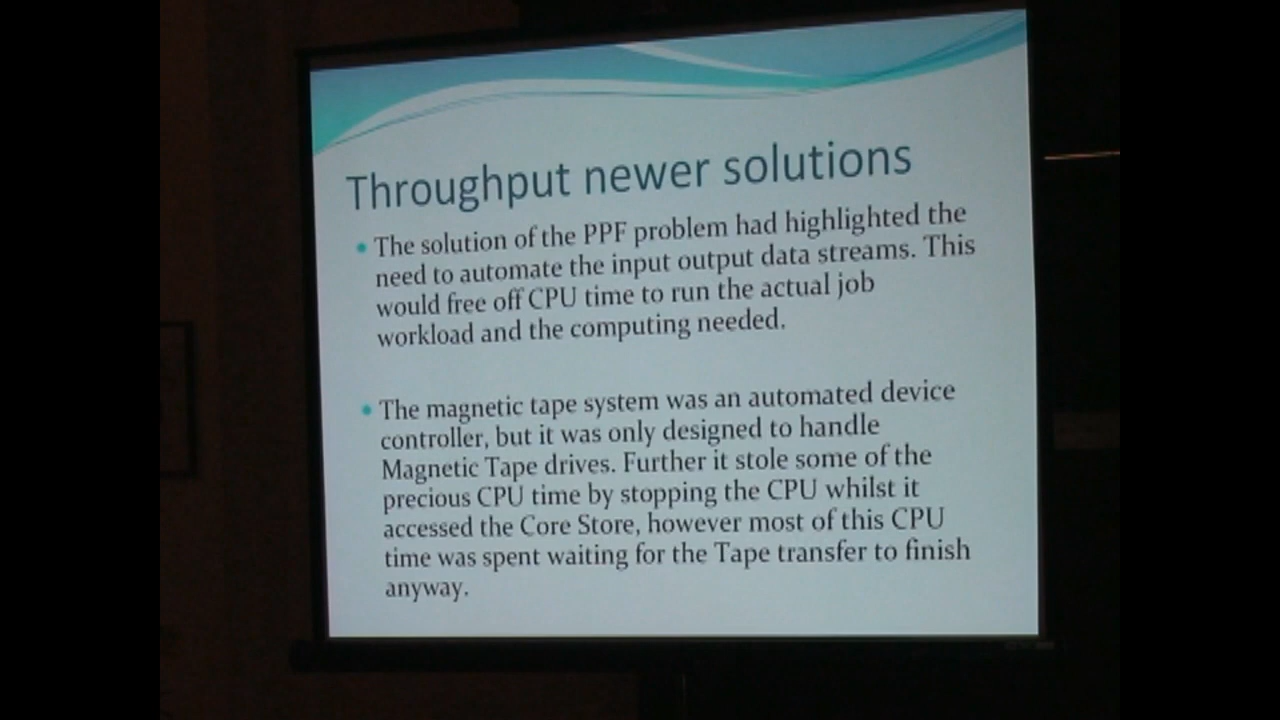 Throughput newer solutions
• The solution of the PPF problem had highlighted the
need to automate the input output data streams. This
would free off CPU time to run the actual job
workload and the computing needed.
• The magnetic tape system was an automated device
controller, but it was only designed to handle
Magnetic Tape drives. Further it stole some of the
precious CPU time by stopping the CPU whilst it
accessed the Core Store, however most of this CPU
time was spent waiting for the Tape transfer to finish
anyway.